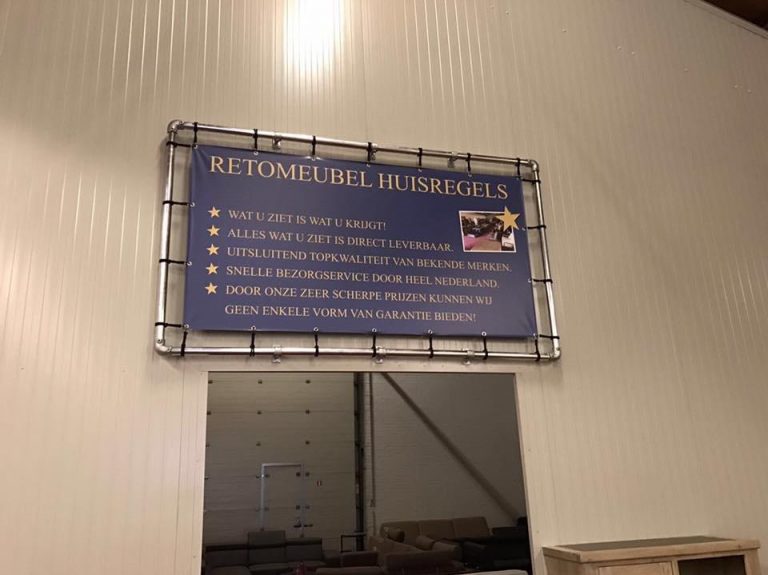 RETOMEUBEL HUISREGELS
WAT U ZIET IS WAT U KRIJGT!
ALLES WAT U ZIET IS DIRECT LEVERBAAR.
UITSLUITEND TOPKWALITEIT VAN BEKENDE MERKEN.
SNELLE BEZORGSERVICE DOOR HEEL NEDERLAND.
DOOR ONZE ZEER SCHERPE PRIJZEN KUNNEN WIJ
GEEN ENKELE VORM VAN GARANTIE BIEDEN!